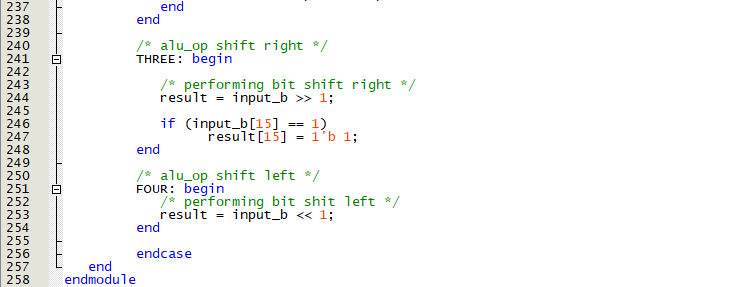 237 end
238 end
239
240 /* alu_op shift right */
241 THREE: begin
242
243 /* performing bit shift right */
244 result = input_b >> 1;
245
246 if (input_b[15] == 1)
247 result[15] = 1'b 1;
248 end
249
250 /* alu_op shift left */
251 FOUR: begin
252 /* performing bit shit left */
253 result = input_b << 1;
254 end
255
256 endcase
257 end
258 endmodule